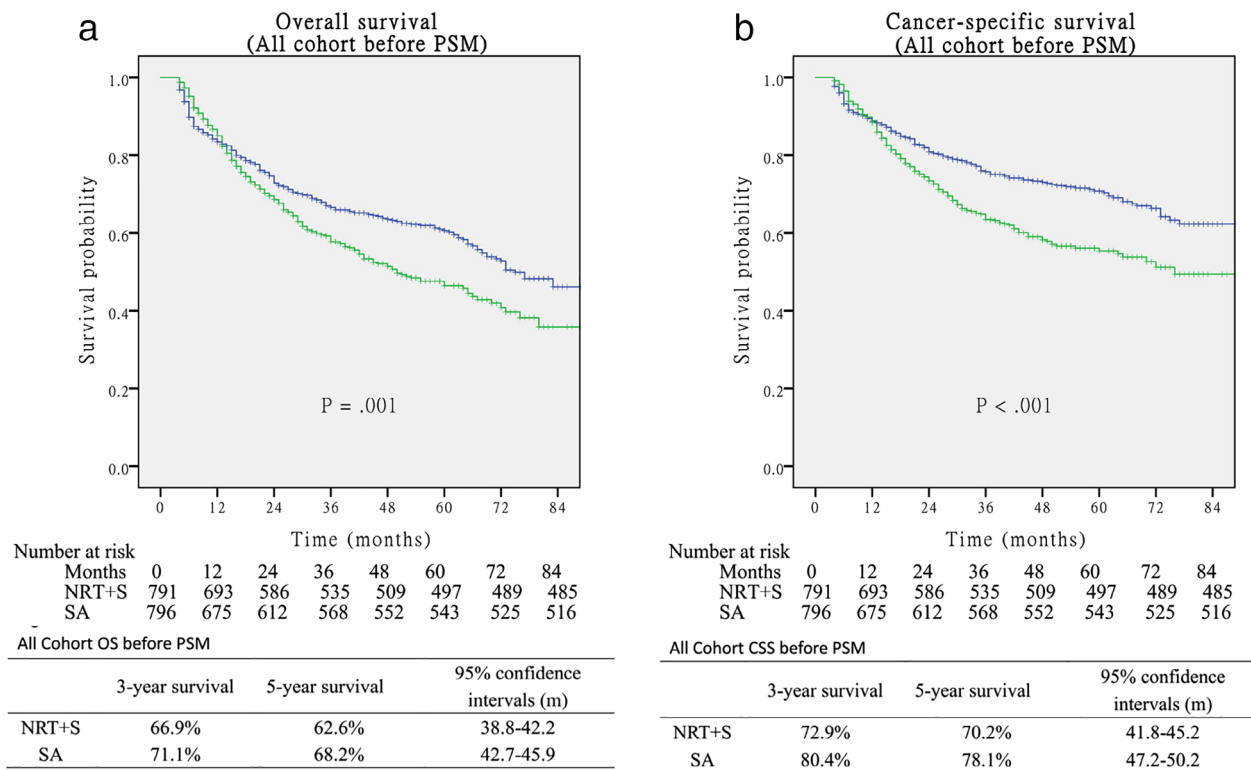 a
Overall survival
(All cohort before PSM)
Survival probability
1.0
0.8
0.6
0.4
0.2
0.0
P = .001
0 12 24 36 48 60 72 84
Time (months)
Number at risk
Months 0 12 24 36 48 60 72 84
NRT+S 791 693 586 535 509 497 489 485
SA 796 675 612 568 552 543 525 516
All Cohort OS before PSM
3-year survival 5-year survival 95% confidence
intervals (m)
NRT+S 66.9% 62.6% 38.8-42.2
SA 71.1% 68.2% 42.7-45.9
b
Cancer-specific survival
(All cohort before PSM)
Survival probability
1.0
0.8
0.6
0.4
0.2
0.0
P < .001
0 12 24 36 48 60 72 84
Time (months)
Number at risk
Months 0 12 24 36 48 60 72 84
NRT+S 791 693 586 535 509 497 489 485
SA 796 675 612 568 552 543 525 516
All Cohort CSS before PSM
3-year survival 5-year survival 95% confidence
intervals (m)
NRT+S 72.9% 70.2% 41.8-45.2
SA 80.4% 78.1% 47.2-50.2